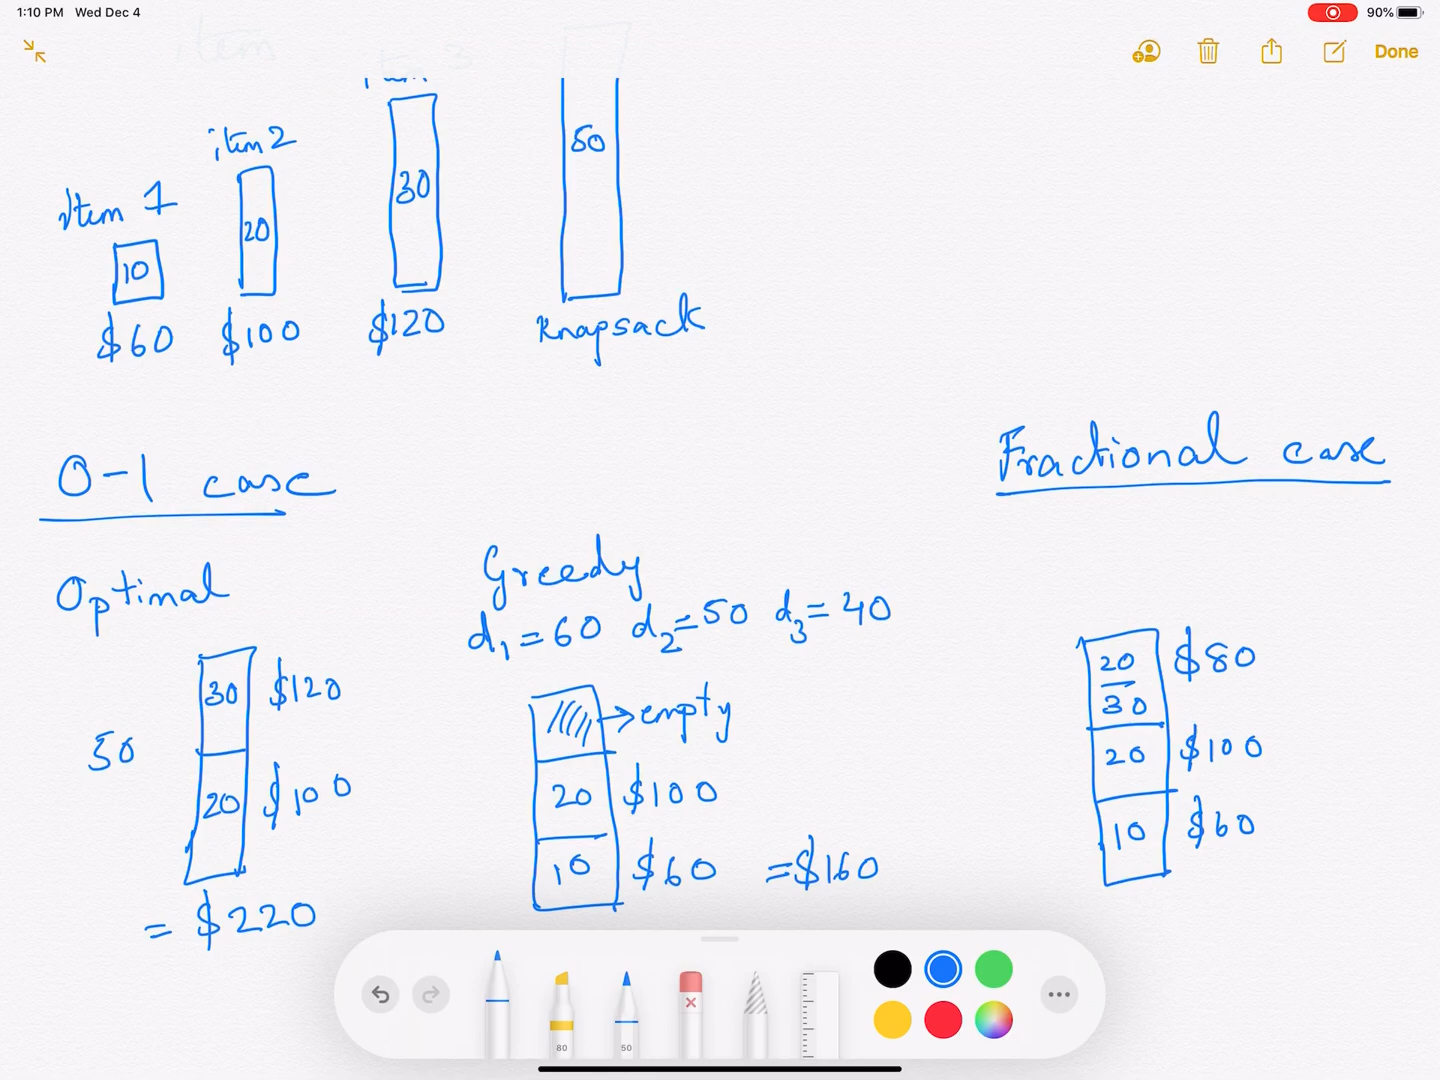 1:10 PM Wed Dec 4
90%
Done
item 2
Item 1
10
20
30
50
$60
$100
$120
Knapsack
0-1 case
Fractional case
Optimal
Greedy
d1=60 d2=50 d3=40
30 $120
50
20 $100
= $220
→empty
20 $100
10 $60 =$160
20
30
$80
20 $100
10 $60
80
50